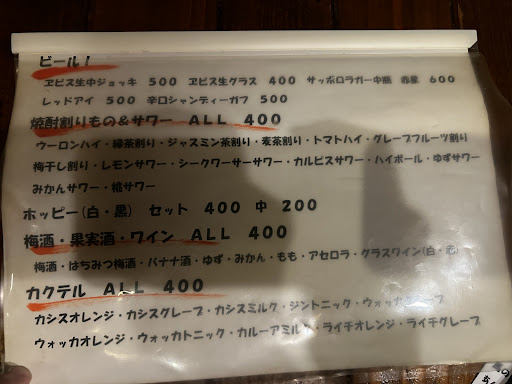 ビール！
ヱビス生中ジョッキ 500 ヱビス生グラス 400 サッポロラガー中瓶 赤星 600
レッドアイ 500 辛口シャンディーガフ 500
焼酎割りもの＆サワー ALL 400
ウーロンハイ・緑茶割り・ジャスミン茶割り・麦茶割り・トマトハイ・グレープフルーツ割り
梅干し割り・レモンサワー・シークワーサーサワー・カルピスサワー・ハイボール・ゆずサワー
みかんサワー・桃サワー
ホッピー(白・黒) セット 400 中 200
梅酒・果実酒・ワイン ALL 400
梅酒・はちみつ梅酒・バナナ酒・ゆず・みかん・もも・アセロラ・グラスワイン(白・赤)
カクテル ALL 400
カシスオレンジ・カシスグレープ・カシスミルク・ジントニック・ウォッカ
ウォッカオレンジ・ウォッカトニック・カルーアミルク・ライチオレンジ・ライチグレープ